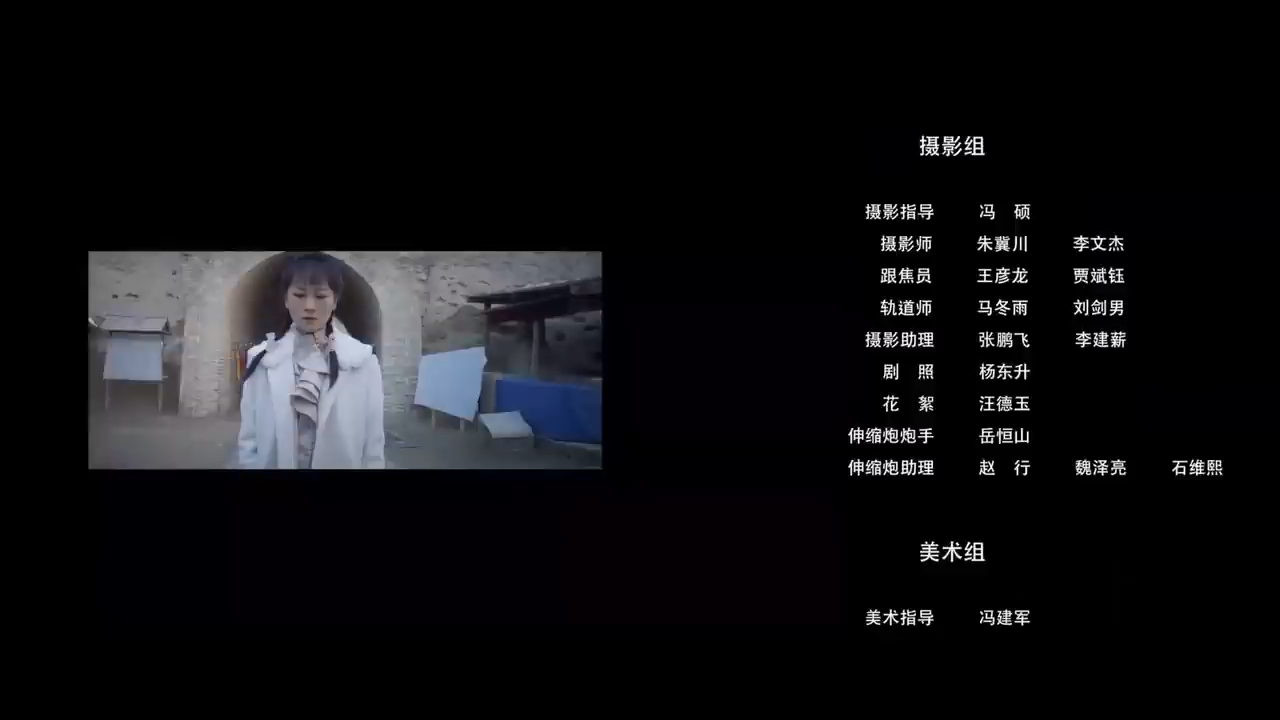 摄影组
摄影指导 冯 硕
摄影师 朱冀川 李文杰
跟焦员 王彦龙 贾斌钰
轨道师 马冬雨 刘剑男
摄影助理 张鹏飞 李建薪
剧 照 杨东升
花 絮 汪德玉
伸缩炮炮手 岳恒山
伸缩炮助理 赵 行 魏泽亮 石维熙
美术组
美术指导 冯建军